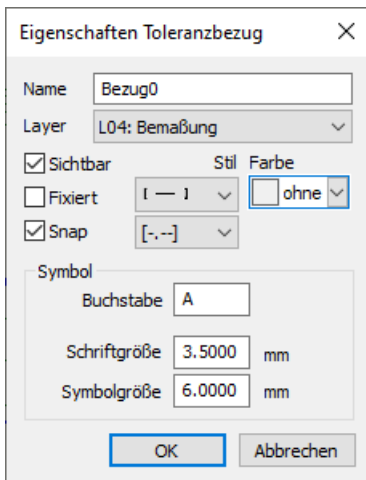 Eigenschaften Toleranzbezug
Name Bezug0
Layer L04: Bemaßung
Sichtbar Stil Farbe
Fixiert [ — ] ohne
Snap [-.--]
Symbol
Buchstabe A
Schriftgröße 3.5000 mm
Symbolgröße 6.0000 mm
OK Abbrechen